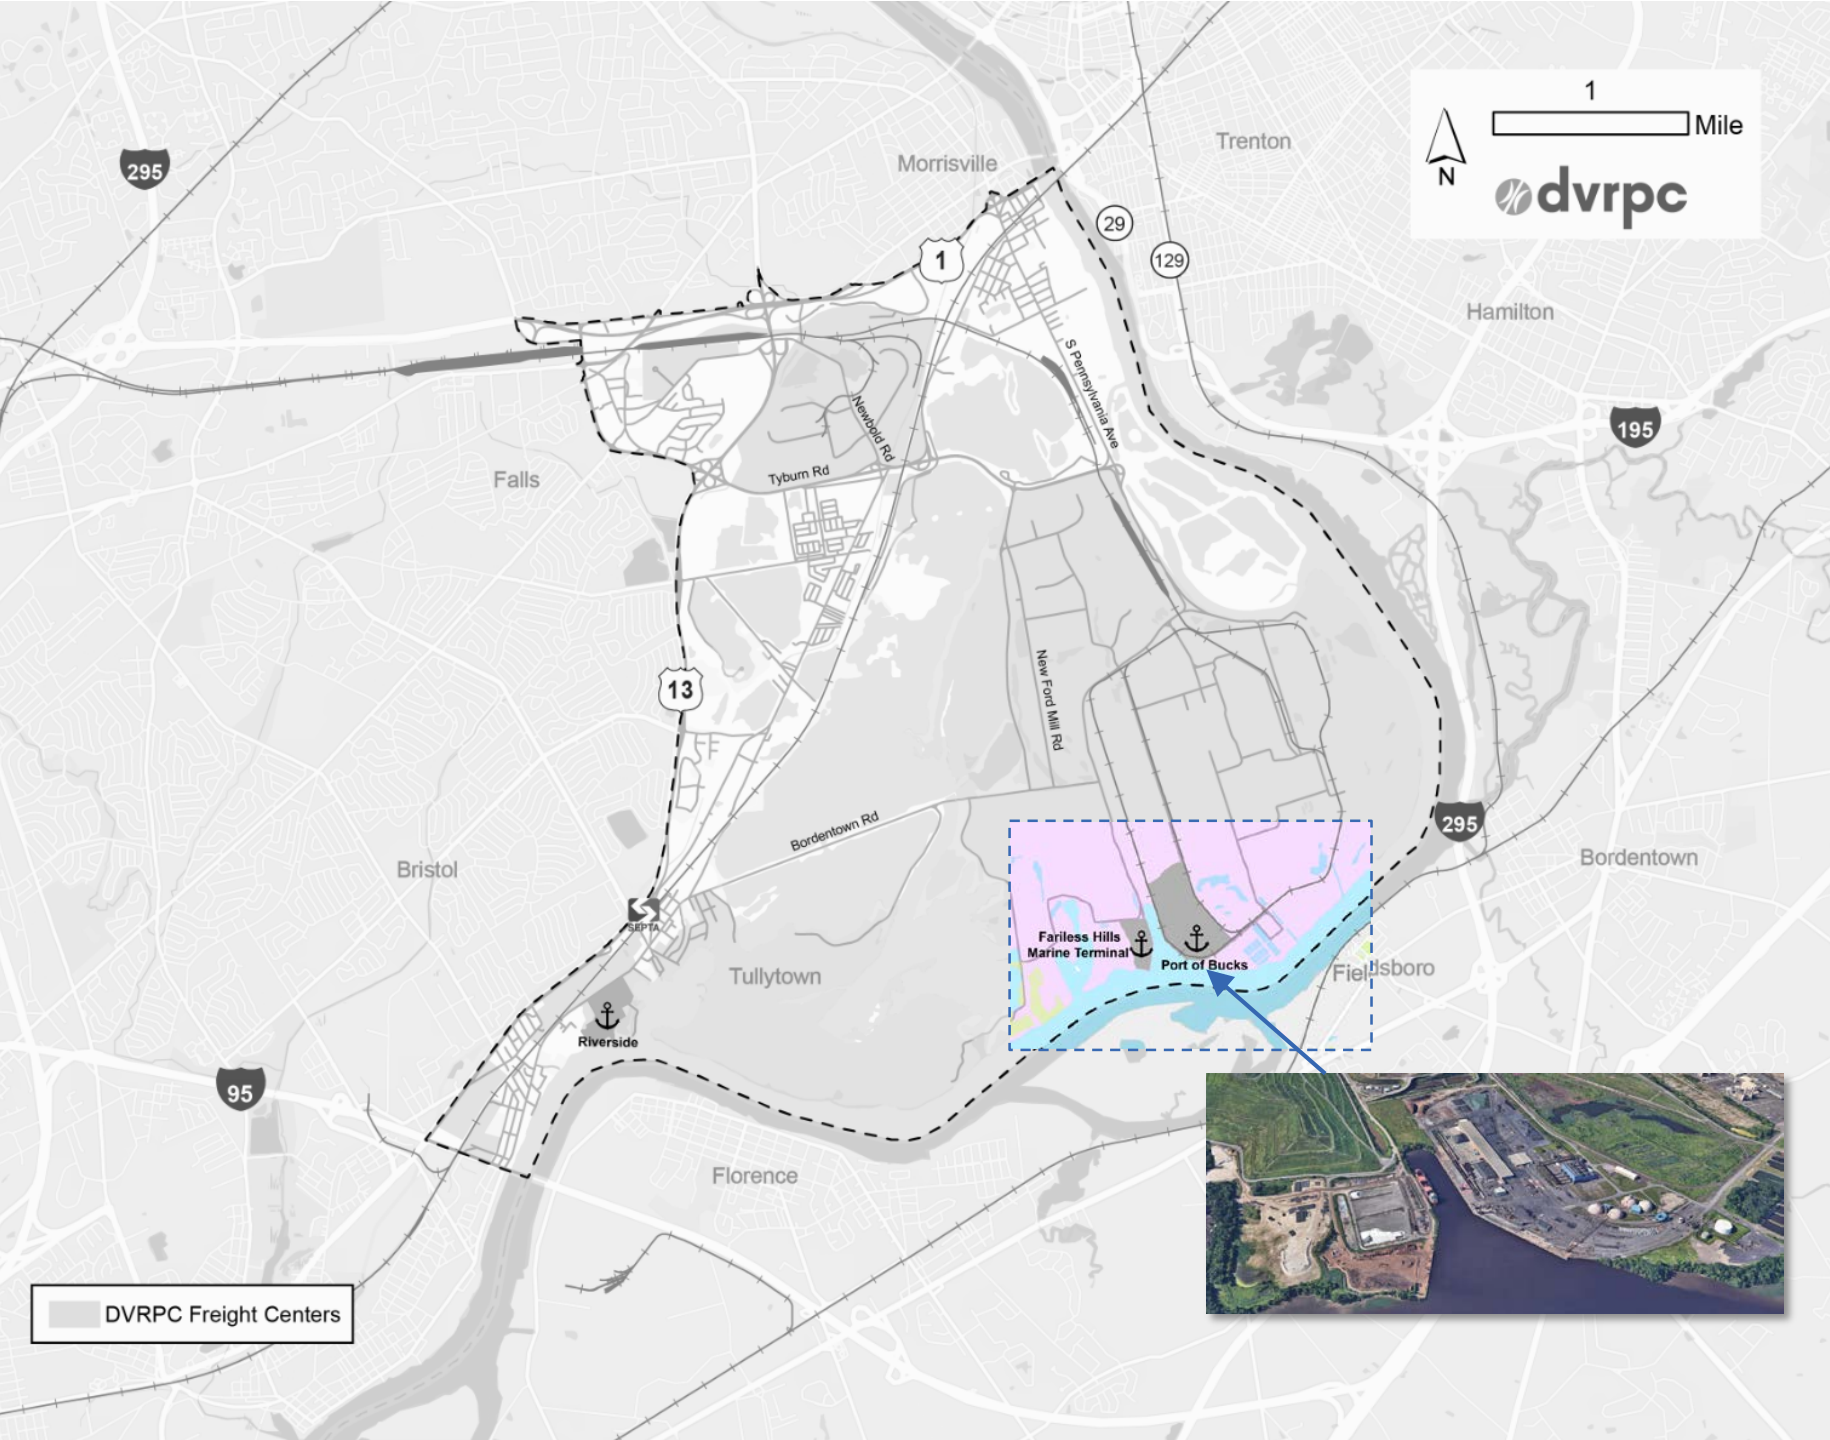 1
Mile
N
dvrpc
Trenton
Morrisville
295
29
129
1
Hamilton
S Pennsylvania Ave
Newbold Rd
195
Tyburn Rd
Falls
13
New Ford Mill Rd
295
Bordentown Rd
Bordentown
Bristol
SEPTA
Fariless Hills
Marine Terminal
Port of Bucks
Fieldsboro
Tullytown
Riverside
95
Florence
DVRPC Freight Centers